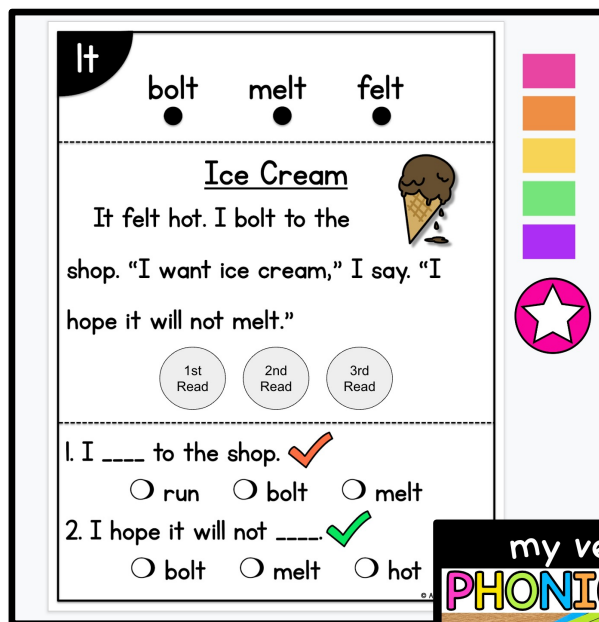 lt
bolt melt felt
Ice Cream
It felt hot. I bolt to the
shop. “I want ice cream,” I say. “I
hope it will not melt.”
1st Read 2nd Read 3rd Read
1. I ____ to the shop.
run bolt melt
2. I hope it will not ____.
bolt melt hot
my